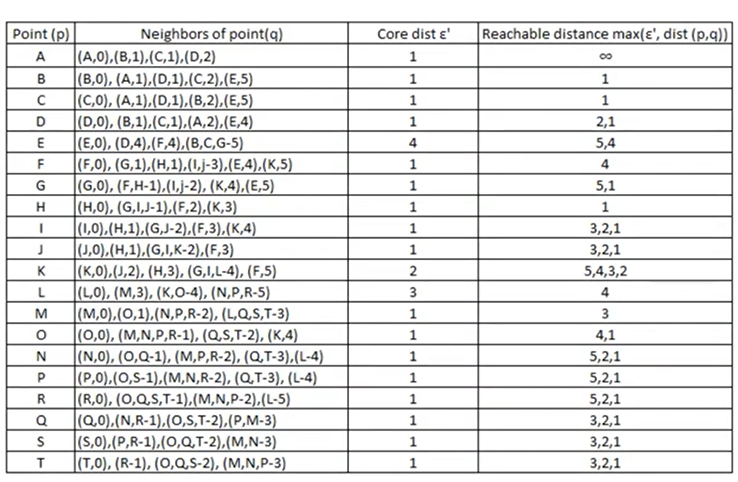 Point (p) Neighbors of point(q) Core dist ε' Reachable distance max(ε', dist (p,q))
A (A,0),(B,1),(C,1),(D,2) 1 ∞
B (B,0), (A,1),(D,1),(C,2),(E,5) 1 1
C (C,0), (A,1),(D,1),(B,2),(E,5) 1 1
D (D,0), (B,1),(C,1),(A,2),(E,4) 1 2,1
E (E,0), (D,4),(F,4),(B,C,G-5) 4 5,4
F (F,0), (G,1),(H,1),(I,j-3),(E,4),(K,5) 1 4
G (G,0), (F,H-1),(I,j-2), (K,4),(E,5) 1 5,1
H (H,0), (G,I,J-1),(F,2),(K,3) 1 1
I (I,0),(H,1),(G,J-2),(F,3),(K,4) 1 3,2,1
J (J,0),(H,1),(G,I,K-2),(F,3) 1 3,2,1
K (K,0),(J,2), (H,3), (G,I,L-4), (F,5) 2 5,4,3,2
L (L,0), (M,3), (K,O-4), (N,P,R-5) 3 4
M (M,0),(O,1),(N,P,R-2), (L,Q,S,T-3) 1 3
O (O,0), (M,N,P,R-1), (Q,S,T-2), (K,4) 1 4,1
N (N,0), (O,Q-1), (M,P,R-2), (Q,T-3),(L-4) 1 5,2,1
P (P,0),(O,S-1),(M,N,R-2), (Q,T-3), (L-4) 1 5,2,1
R (R,0), (O,Q,S,T-1),(M,N,P-2),(L-5) 1 5,2,1
Q (Q,0),(N,R-1),(O,S,T-2),(P,M-3) 1 3,2,1
S (S,0),(P,R-1),(O,Q,T-2),(M,N-3) 1 3,2,1
T (T,0), (R-1), (O,Q,S-2), (M,N,P-3) 1 3,2,1